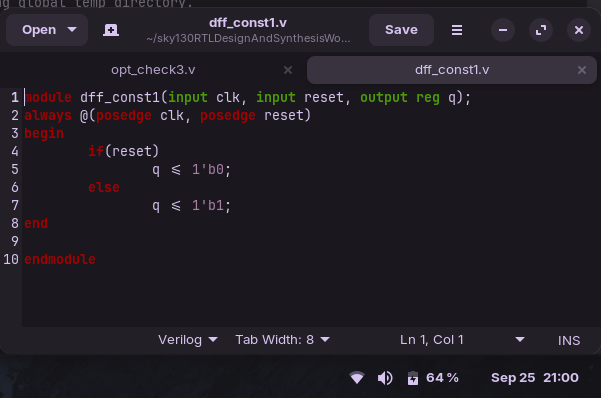 ng global temp directory.
Open
dff_const1.v
~/sky130RTLDesignAndSynthesisWo...
Save
opt_check3.v
dff_const1.v
1 module dff_const1(input clk, input reset, output reg q);
2 always @(posedge clk, posedge reset)
3 begin
4 if(reset)
5 q <= 1'b0;
6 else
7 q <= 1'b1;
8 end
9
10 endmodule
Verilog Tab Width: 8 Ln 1, Col 1 INS
64 % Sep 25 21:00